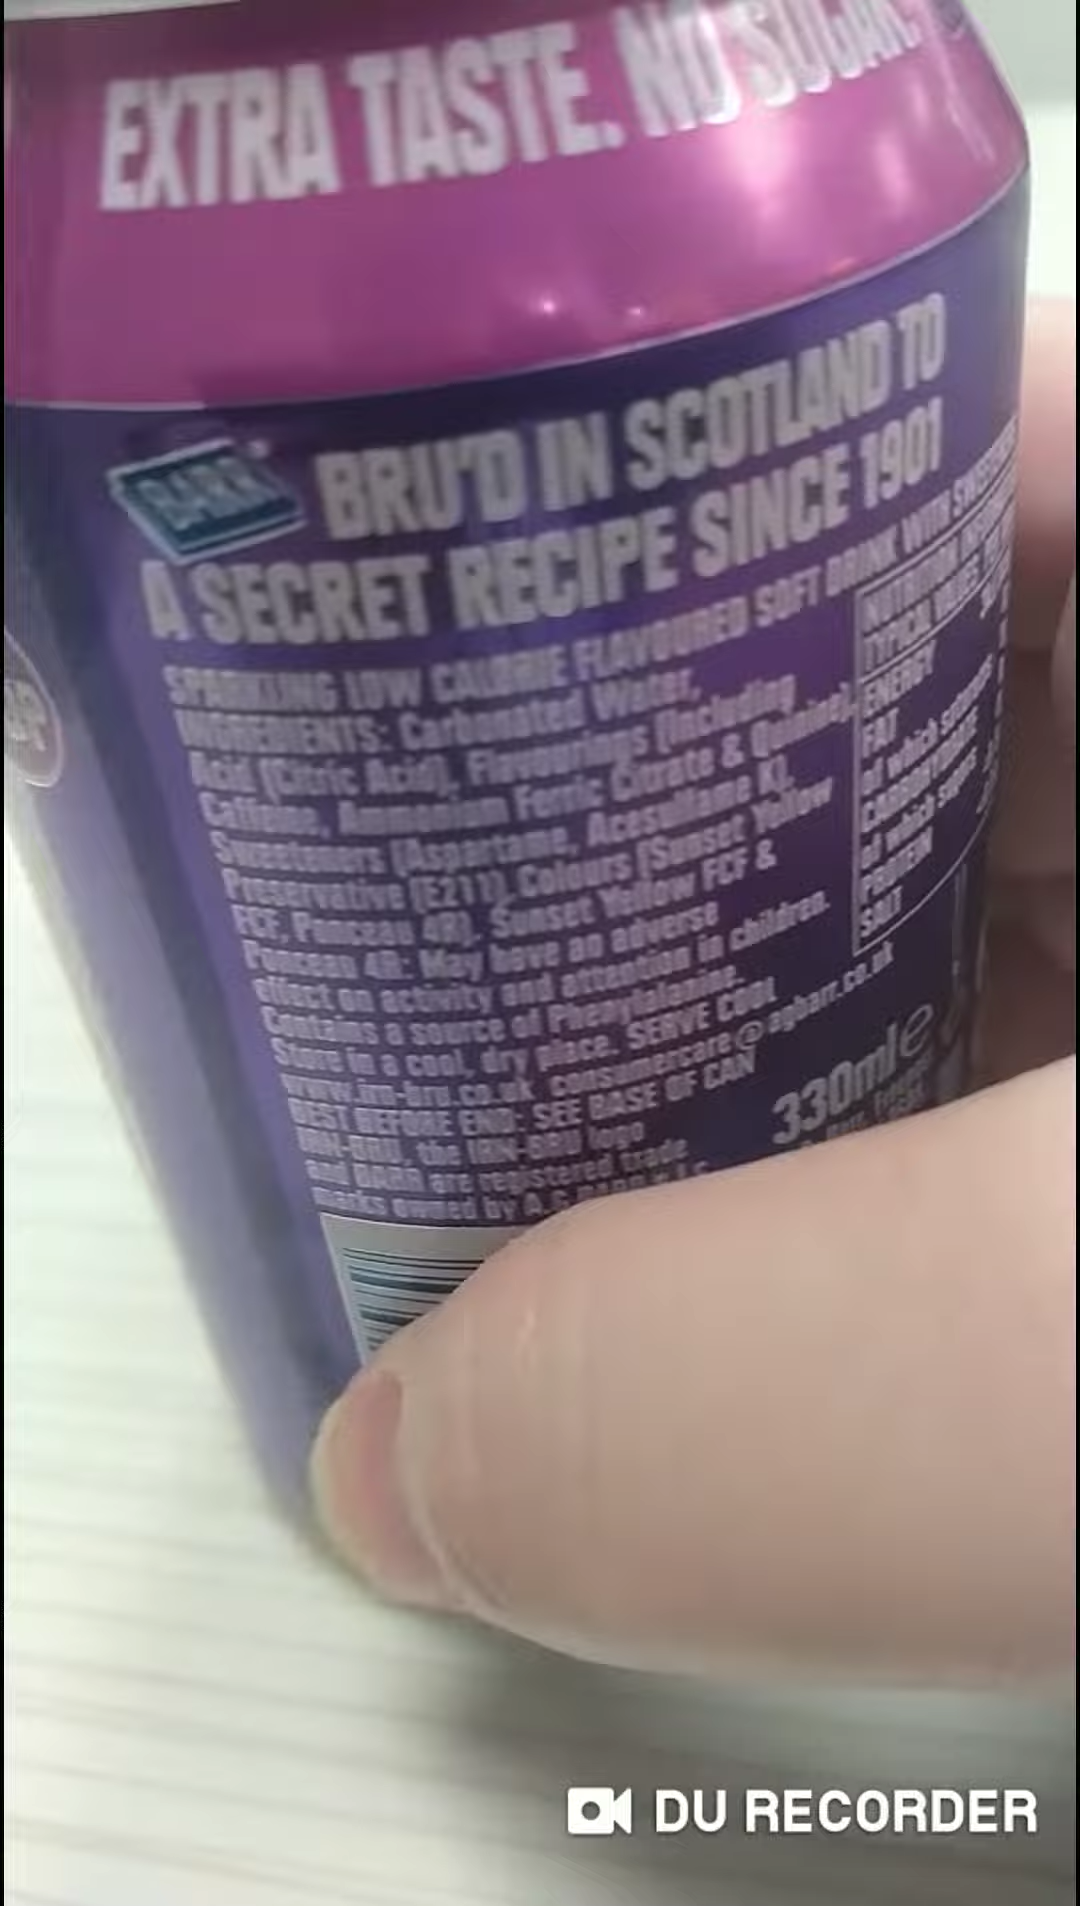 EXTRA TASTE. NO SUGAR.
BARR
BRU'D IN SCOTLAND TO
A SECRET RECIPE SINCE 1901
SPARKLING LOW CALORIE FLAVOURED SOFT DRINK WITH SWEETENERS
INGREDIENTS: Carbonated Water,
Acid (Citric Acid), Flavourings (Including
Caffeine, Ammonium Ferric Citrate & Quinine),
Sweeteners (Aspartame, Acesulfame K),
Preservative (E211), Colours (Sunset Yellow
FCF, Ponceau 4R). Sunset Yellow FCF &
Ponceau 4R: May have an adverse
effect on activity and attention in children.
Contains a source of Phenylalanine.
Store in a cool, dry place. SERVE COOL
www.irn-bru.co.uk consumercare@agbarr.co.uk
BEST BEFORE END: SEE BASE OF CAN
IRN-BRU, the IRN-BRU logo
and BARR are registered trade
marks owned by A.G.
NUTRITION
TYPICAL VALUES
ENERGY
FAT
of which saturates
CARBOHYDRATE
of which sugars
PROTEIN
SALT
330ml e
DU RECORDER